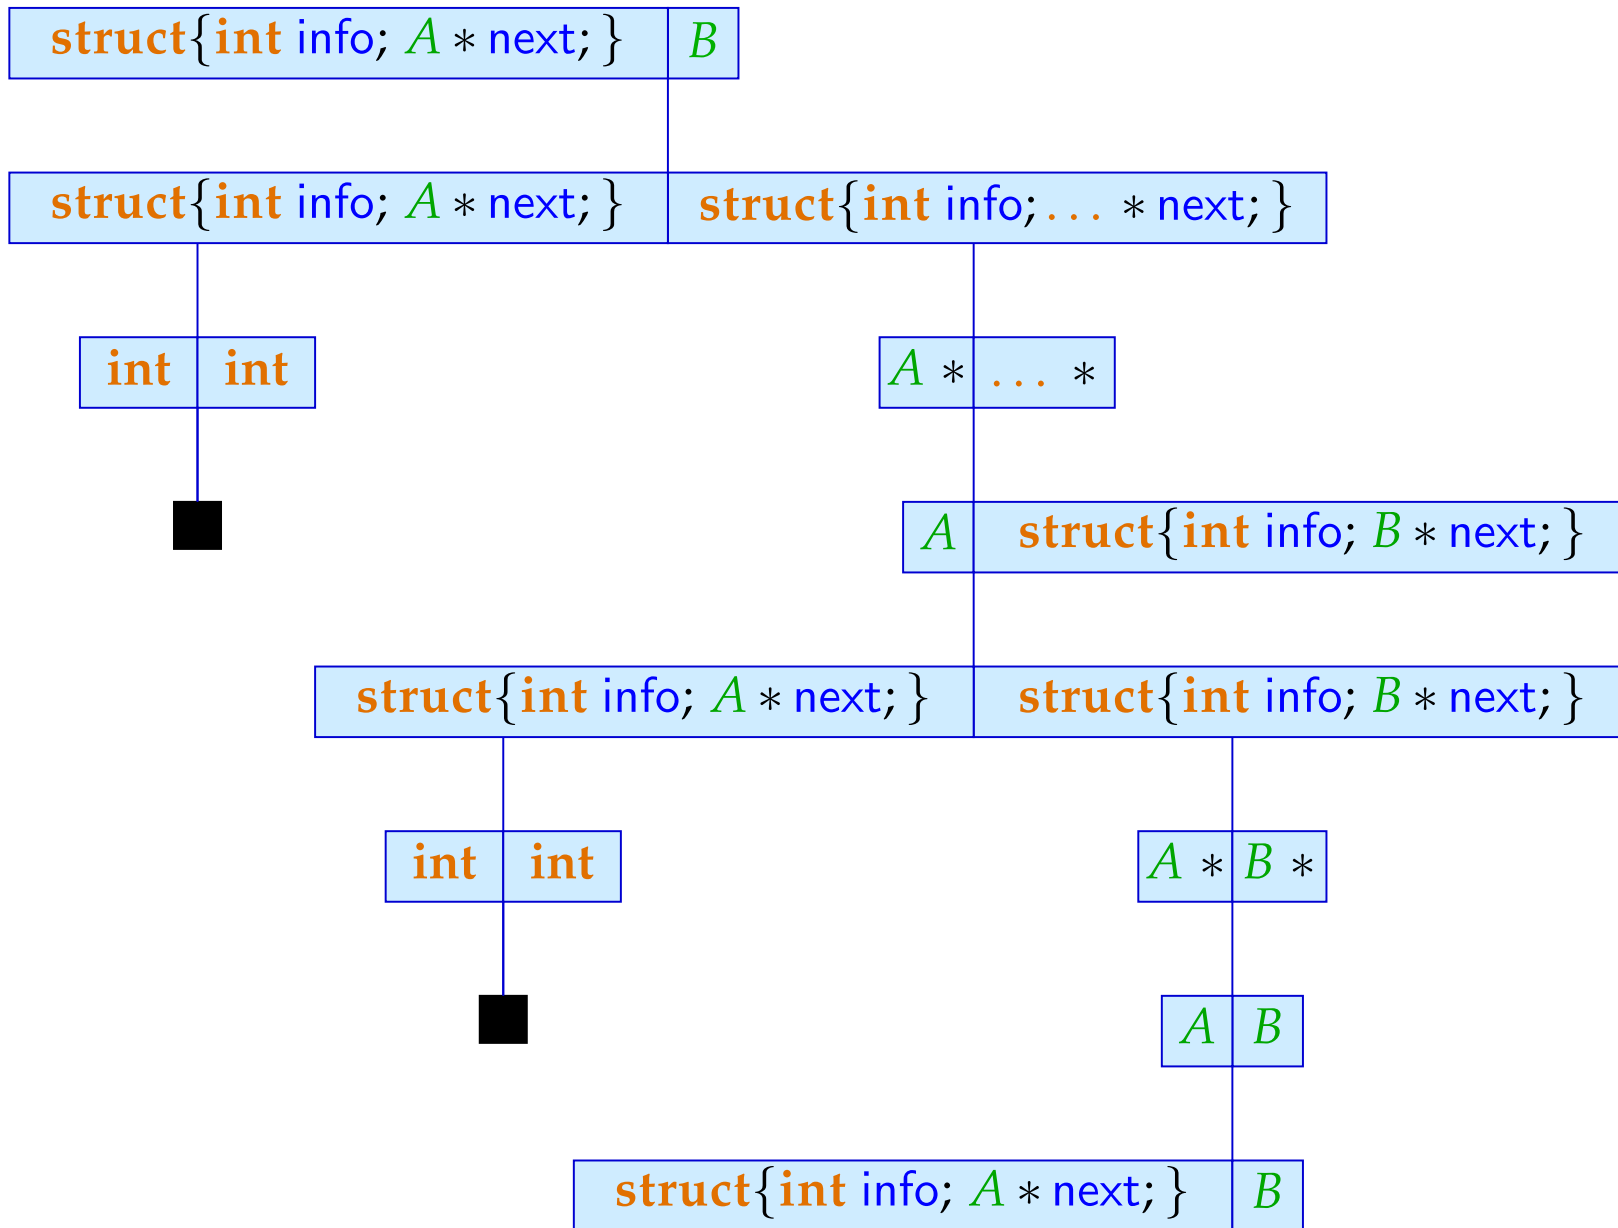 struct{int info; A * next;} B
struct{int info; A * next;} struct{int info; ... * next;}
int int A * ... *
A struct{int info; B * next;}
struct{int info; A * next;} struct{int info; B * next;}
int int A * B *
A B
struct{int info; A * next;} B